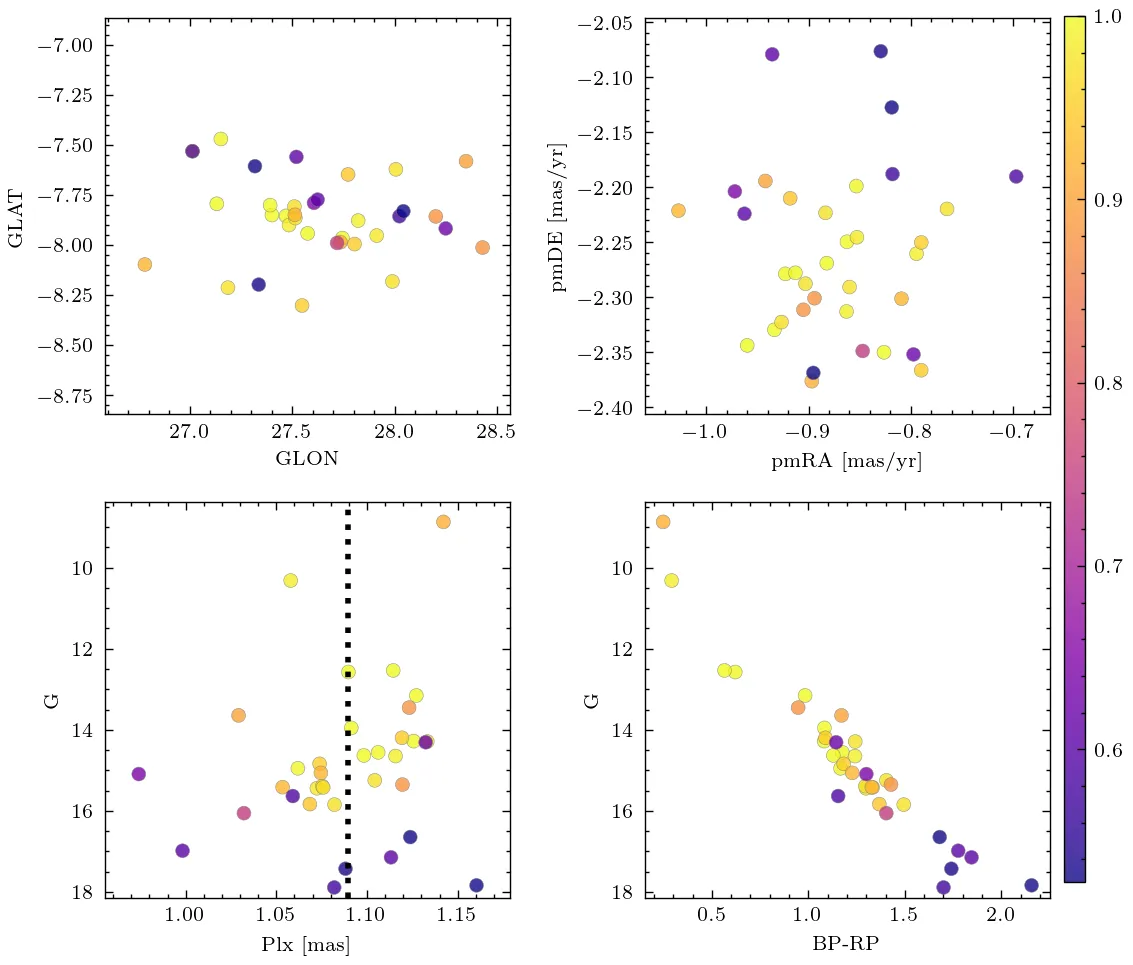 −7.00
−7.25
−7.50
−7.75
−8.00
−8.25
−8.50
−8.75
GLAT
27.0 27.5 28.0 28.5
GLON
−2.05
−2.10
−2.15
−2.20
−2.25
−2.30
−2.35
−2.40
pmDE [mas/yr]
−1.0 −0.9 −0.8 −0.7
pmRA [mas/yr]
10
12
14
16
18
G
1.00 1.05 1.10 1.15
Plx [mas]
10
12
14
16
18
G
0.5 1.0 1.5 2.0
BP-RP
1.0
0.9
0.8
0.7
0.6